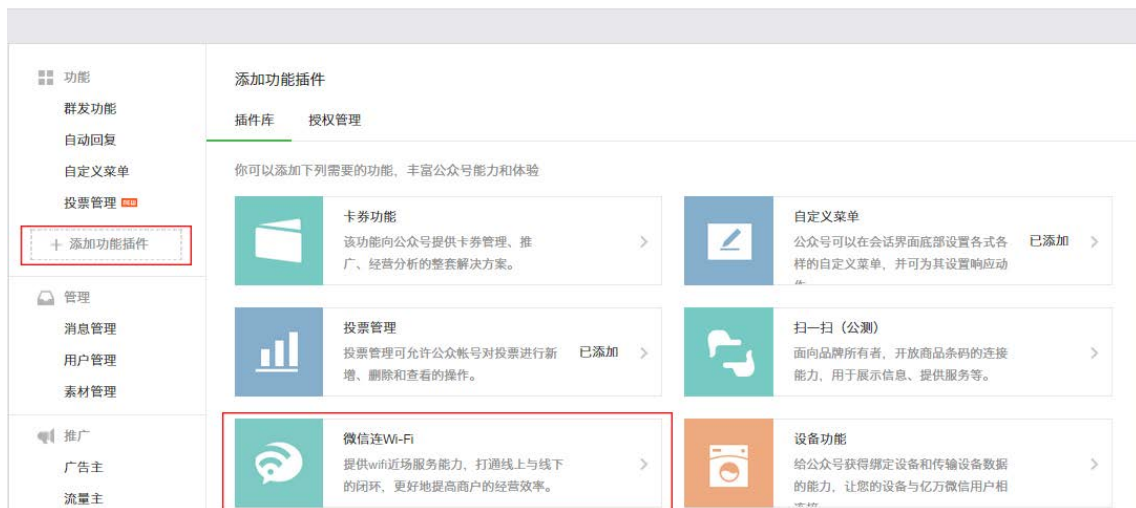 功能
群发功能
自动回复
自定义菜单
投票管理
+ 添加功能插件
管理
消息管理
用户管理
素材管理
推广
广告主
流量主
添加功能插件
插件库 授权管理
你可以添加下列需要的功能，丰富公众号能力和体验
卡券功能
该功能向公众号提供卡券管理、推
广、经营分析的整套解决方案。
自定义菜单
公众号可以在会话界面底部设置各式各
样的自定义菜单，并可为其设置响应动
已添加
投票管理
投票管理可允许公众帐号对投票进行新
增、删除和查看的操作。
已添加
扫一扫（公测）
面向品牌所有者，开放商品条码的连接
能力，用于展示信息、提供服务等。
微信连Wi-Fi
提供wifi近场服务能力，打通线上与线下
的闭环，更好地提高商户的经营效率。
设备功能
给公众号获得绑定设备和传输设备数据
的能力，让您的设备与亿万微信用户相